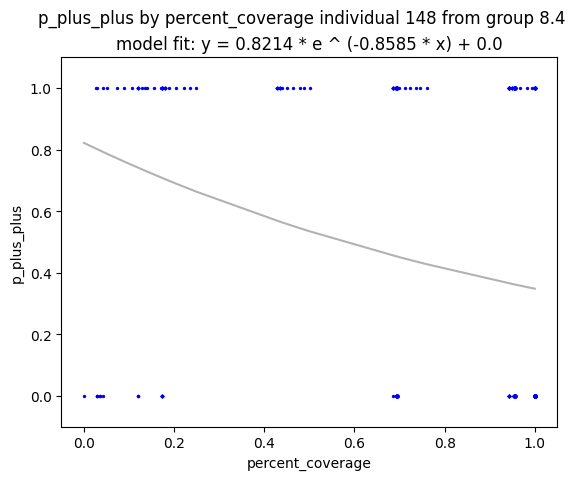 p_plus_plus by percent_coverage individual 148 from group 8.4
model fit: y = 0.8214 * e ^ (-0.8585 * x) + 0.0
1.0
0.8
0.6
0.4
0.2
0.0
p_plus_plus
0.0 0.2 0.4 0.6 0.8 1.0
percent_coverage